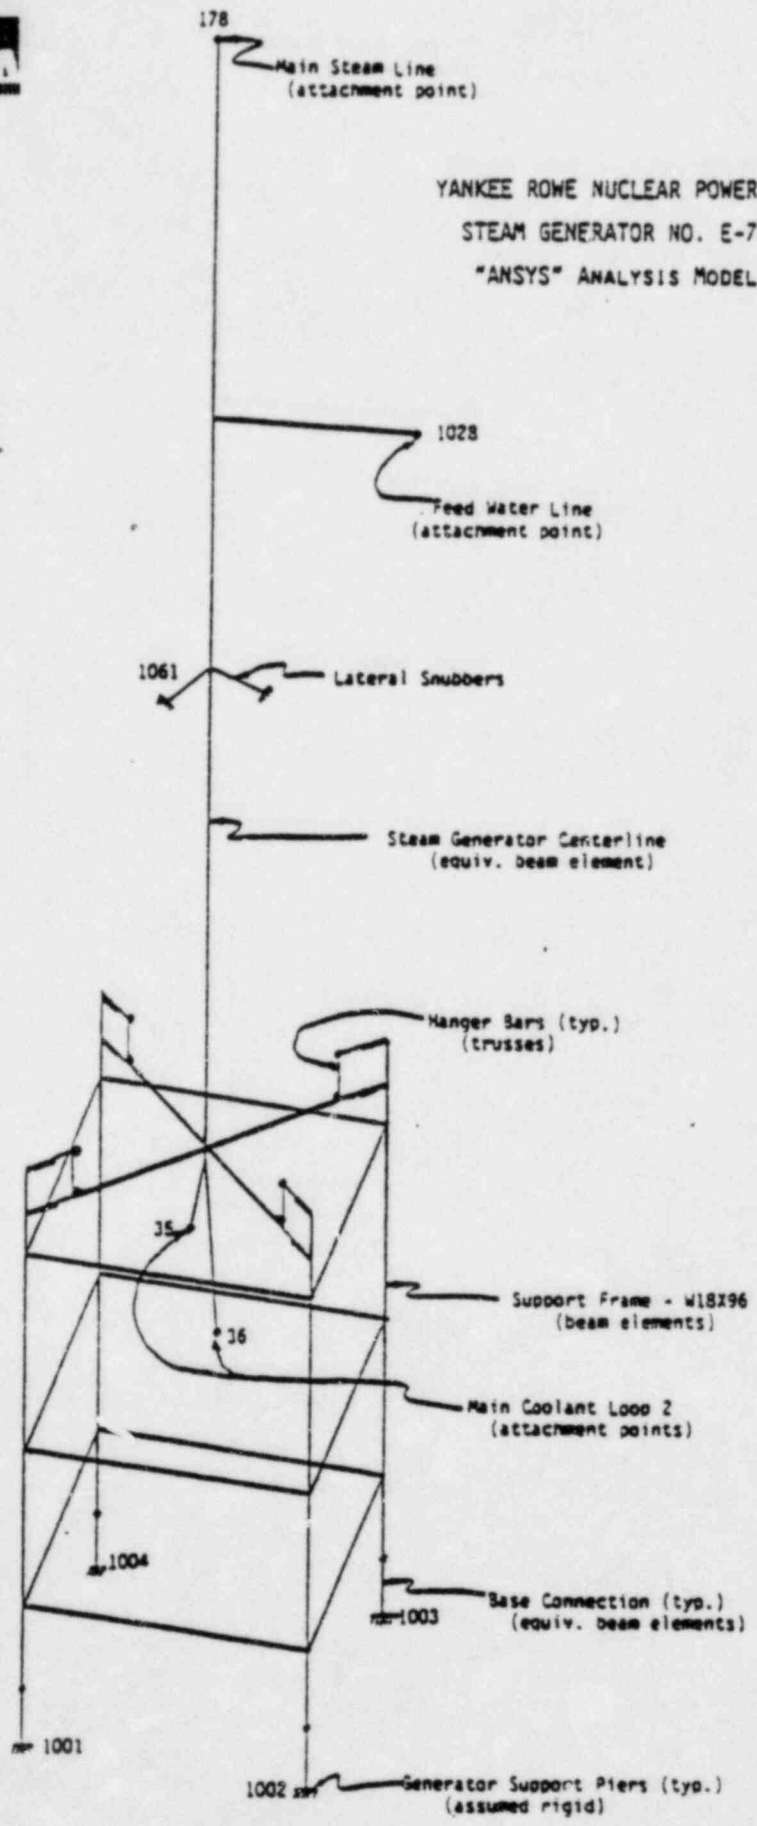 178
Main Steam Line
(attachment point)
YANKEE ROWE NUCLEAR POWER
STEAM GENERATOR NO. E-7
"ANSYS" ANALYSIS MODEL
1028
Feed Water Line
(attachment point)
1061
Lateral Snubbers
Steam Generator Centerline
(equiv. beam element)
Hanger Bars (typ.)
(trusses)
35
Support Frame - W18X96
(beam elements)
36
Main Coolant Loop 2
(attachment points)
1004
Base Connection (typ.)
(equiv. beam elements)
1003
1001
1002
Generator Support Piers (typ.)
(assumed rigid)